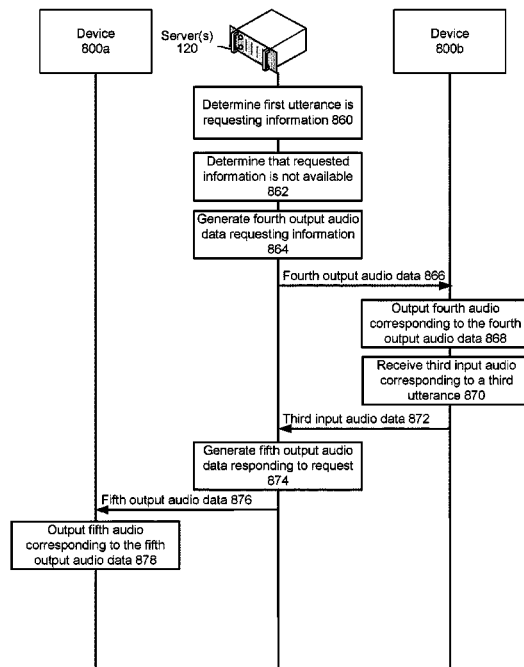 Device
800a
Server(s)
120
Device
800b
Determine first utterance is
requesting information 860
Determine that requested
information is not available
862
Generate fourth output audio
data requesting information
864
Fourth output audio data 866
Output fourth audio
corresponding to the fourth
output audio data 868
Receive third input audio
corresponding to a third
utterance 870
Third input audio data 872
Generate fifth output audio
data responding to request
874
Fifth output audio data 876
Output fifth audio
corresponding to the fifth
output audio data 878